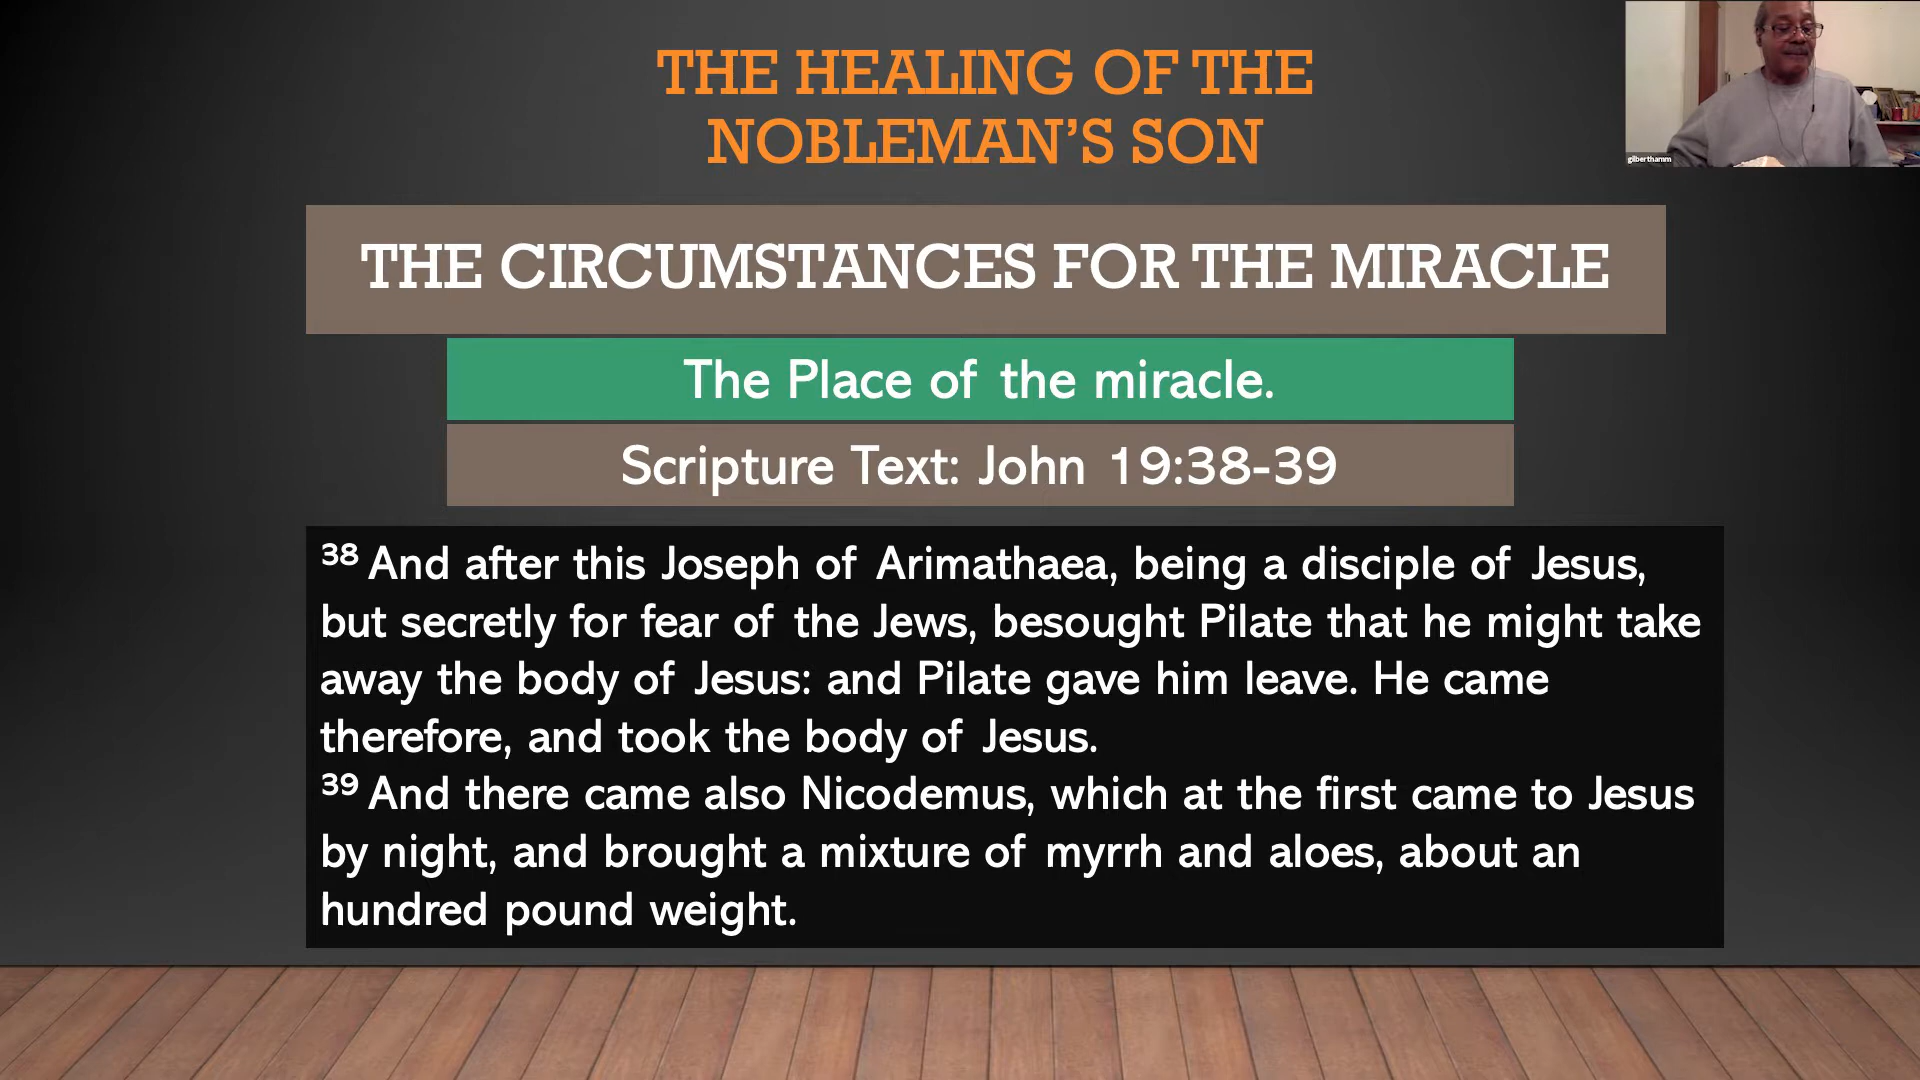 THE HEALING OF THE
NOBLEMAN’S SON
gilberthamm
THE CIRCUMSTANCES FOR THE MIRACLE
The Place of the miracle.
Scripture Text: John 19:38-39
38 And after this Joseph of Arimathaea, being a disciple of Jesus,
but secretly for fear of the Jews, besought Pilate that he might take
away the body of Jesus: and Pilate gave him leave. He came
therefore, and took the body of Jesus.
39 And there came also Nicodemus, which at the first came to Jesus
by night, and brought a mixture of myrrh and aloes, about an
hundred pound weight.